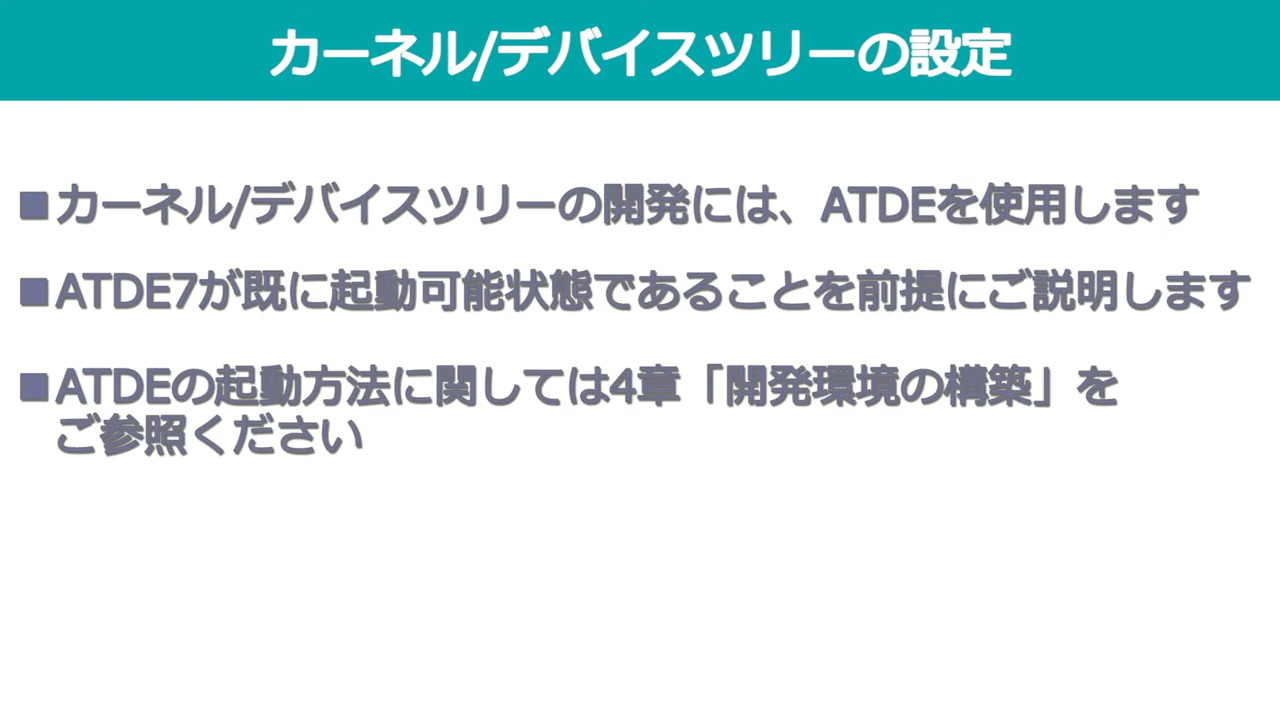 カーネル/デバイスツリーの設定
■カーネル/デバイスツリーの開発には、ATDEを使用します
■ATDE7が既に起動可能状態であることを前提にご説明します
■ATDEの起動方法に関しては4章「開発環境の構築」を
ご参照ください